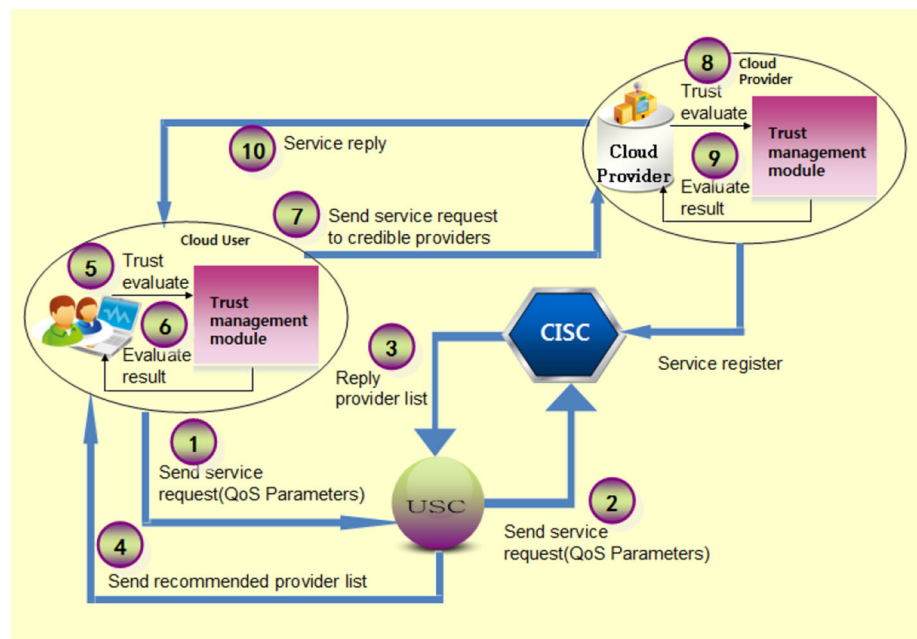 8
Cloud
Provider
Trust
evaluate
Trust
management
module
Cloud
Provider
9
Evaluate
result
10
Service reply
7
Send service request
to credible providers
Cloud User
5
Trust
evaluate
Trust
management
module
6
Evaluate
result
CISC
3
Reply
provider list
Service register
1
Send service
request(QoS Parameters)
USC
2
Send service
request(QoS Parameters)
4
Send recommended provider list